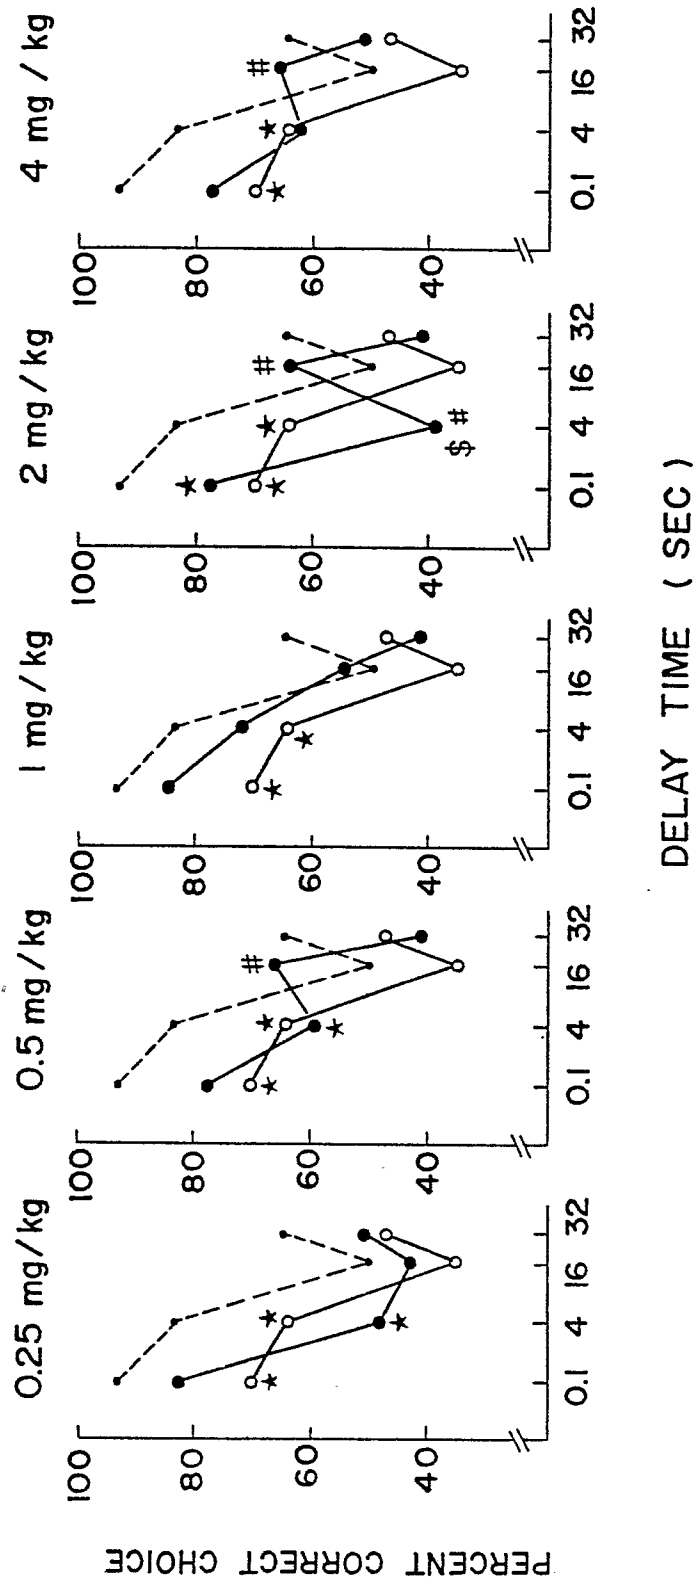 PERCENT CORRECT CHOICE
0.25 mg/kg
100
80
60
40
0.1 4 16 32
★ ★ ★
0.5 mg/kg
100
80
60
40
0.1 4 16 32
★ ★ ★ #
1 mg/kg
100
80
60
40
0.1 4 16 32
★ ★
2 mg/kg
100
80
60
40
0.1 4 16 32
★ ★ ★ #
$ #
4 mg/kg
100
80
60
40
0.1 4 16 32
★ ★ #
DELAY TIME (SEC)